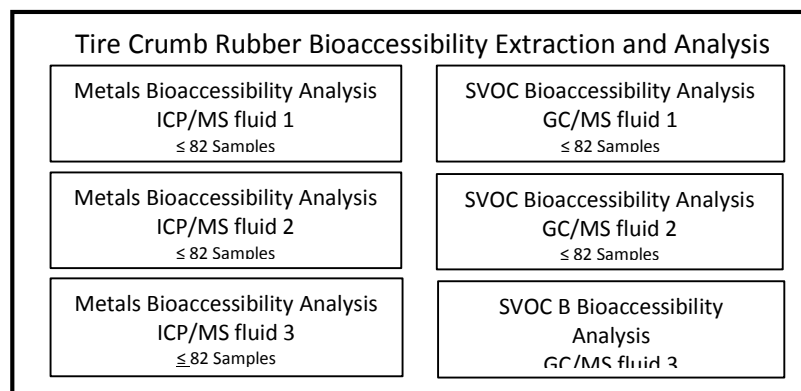 Tire Crumb Rubber Bioaccessibility Extraction and Analysis
Metals Bioaccessibility Analysis
ICP/MS fluid 1
≤ 82 Samples
SVOC Bioaccessibility Analysis
GC/MS fluid 1
≤ 82 Samples
Metals Bioaccessibility Analysis
ICP/MS fluid 2
≤ 82 Samples
SVOC Bioaccessibility Analysis
GC/MS fluid 2
≤ 82 Samples
Metals Bioaccessibility Analysis
ICP/MS fluid 3
≤ 82 Samples
SVOC B Bioaccessibility
Analysis
GC/MS fluid 3